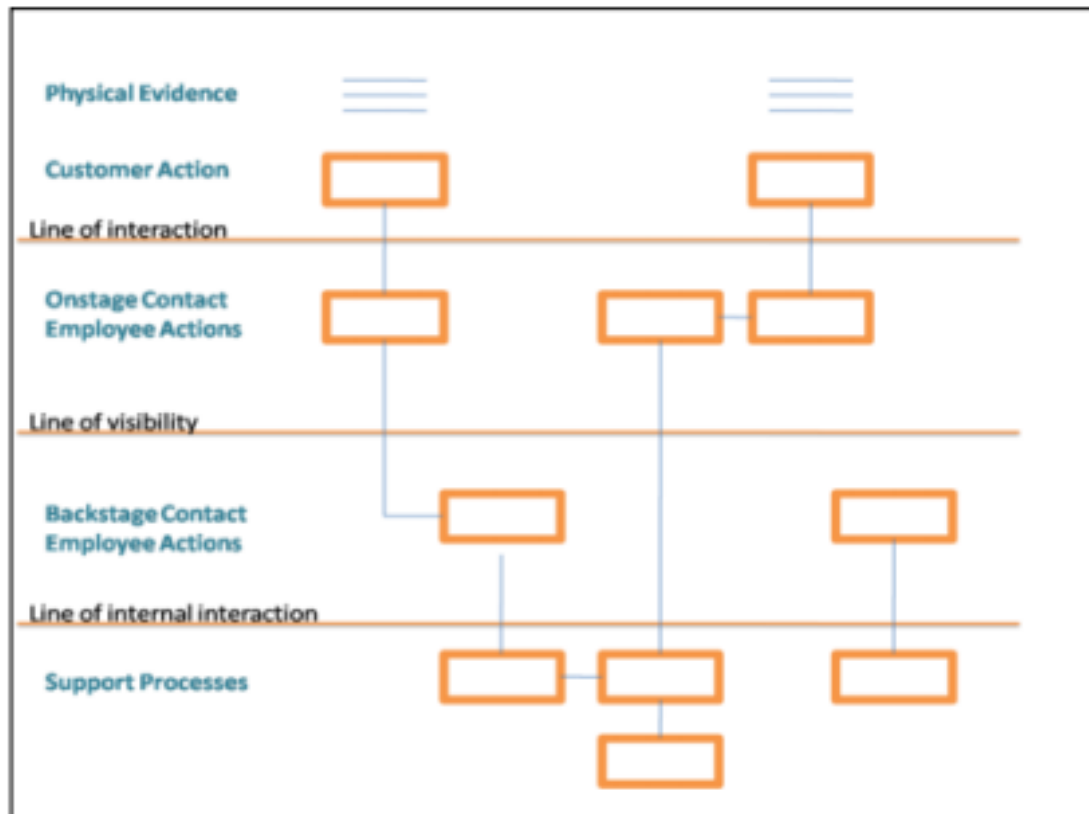 Physical Evidence
Customer Action
Line of interaction
Onstage Contact
Employee Actions
Line of visibility
Backstage Contact
Employee Actions
Line of internal interaction
Support Processes